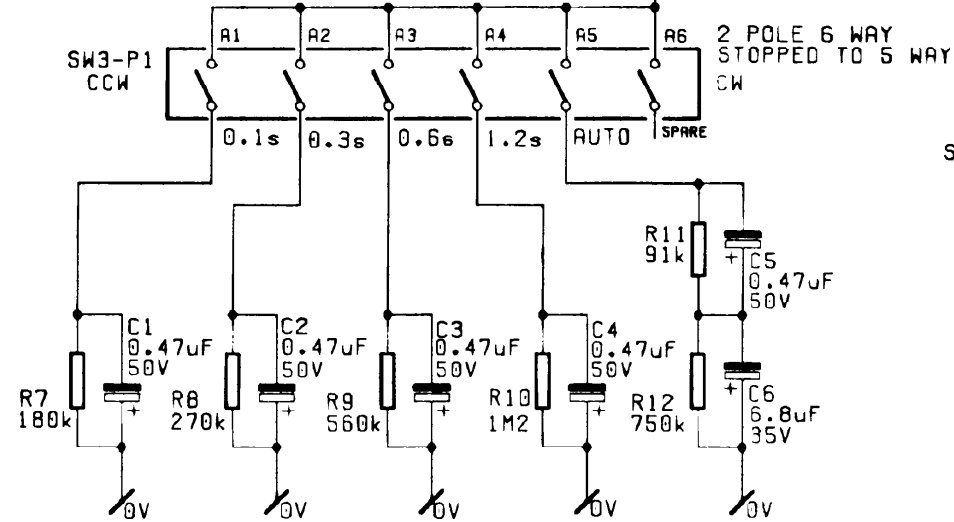 A1 A2 A3 A4 A5 A6
2 POLE 6 WAY
STOPPED TO 5 WAY
CW
SW3-P1
CCW
0.1s 0.3s 0.6s 1.2s AUTO SPARE
S
R11
91k
C5
0.47uF
50V
C1
0.47uF
50V
R7
180k
C2
0.47uF
50V
R8
270k
C3
0.47uF
50V
R9
560k
C4
0.47uF
50V
R10
1M2
C6
6.8uF
35V
R12
750k
0V 0V 0V 0V 0V